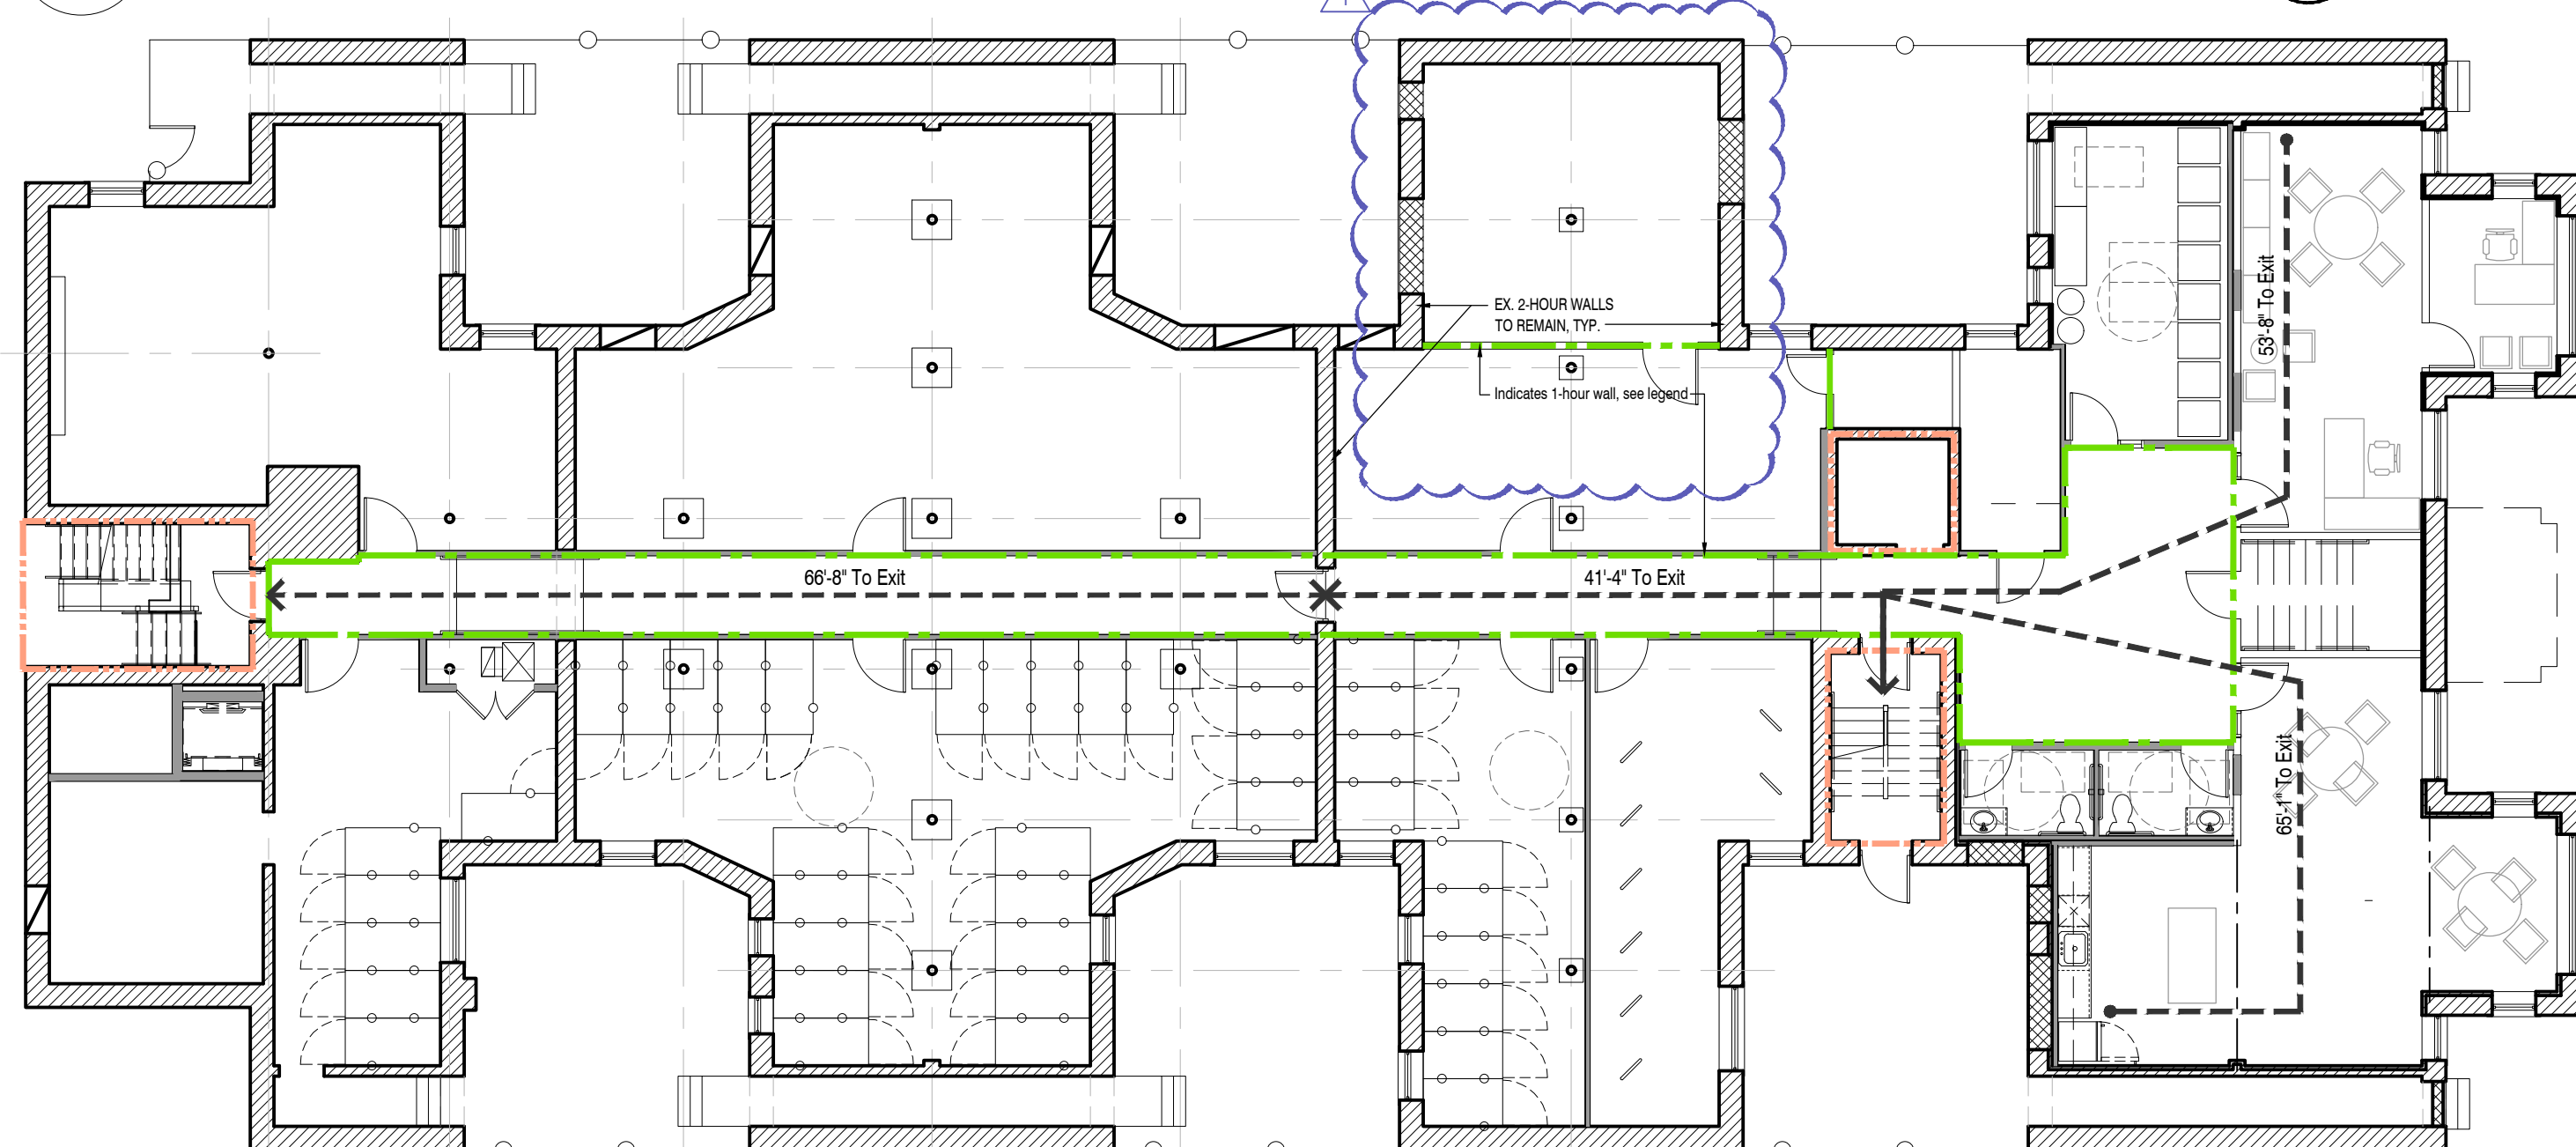 EX. 2-HOUR WALLS
TO REMAIN, TYP.
Indicates 1-hour wall, see legend
53'-8" To Exit
66'-8" To Exit
41'-4" To Exit
65'-1" To Exit